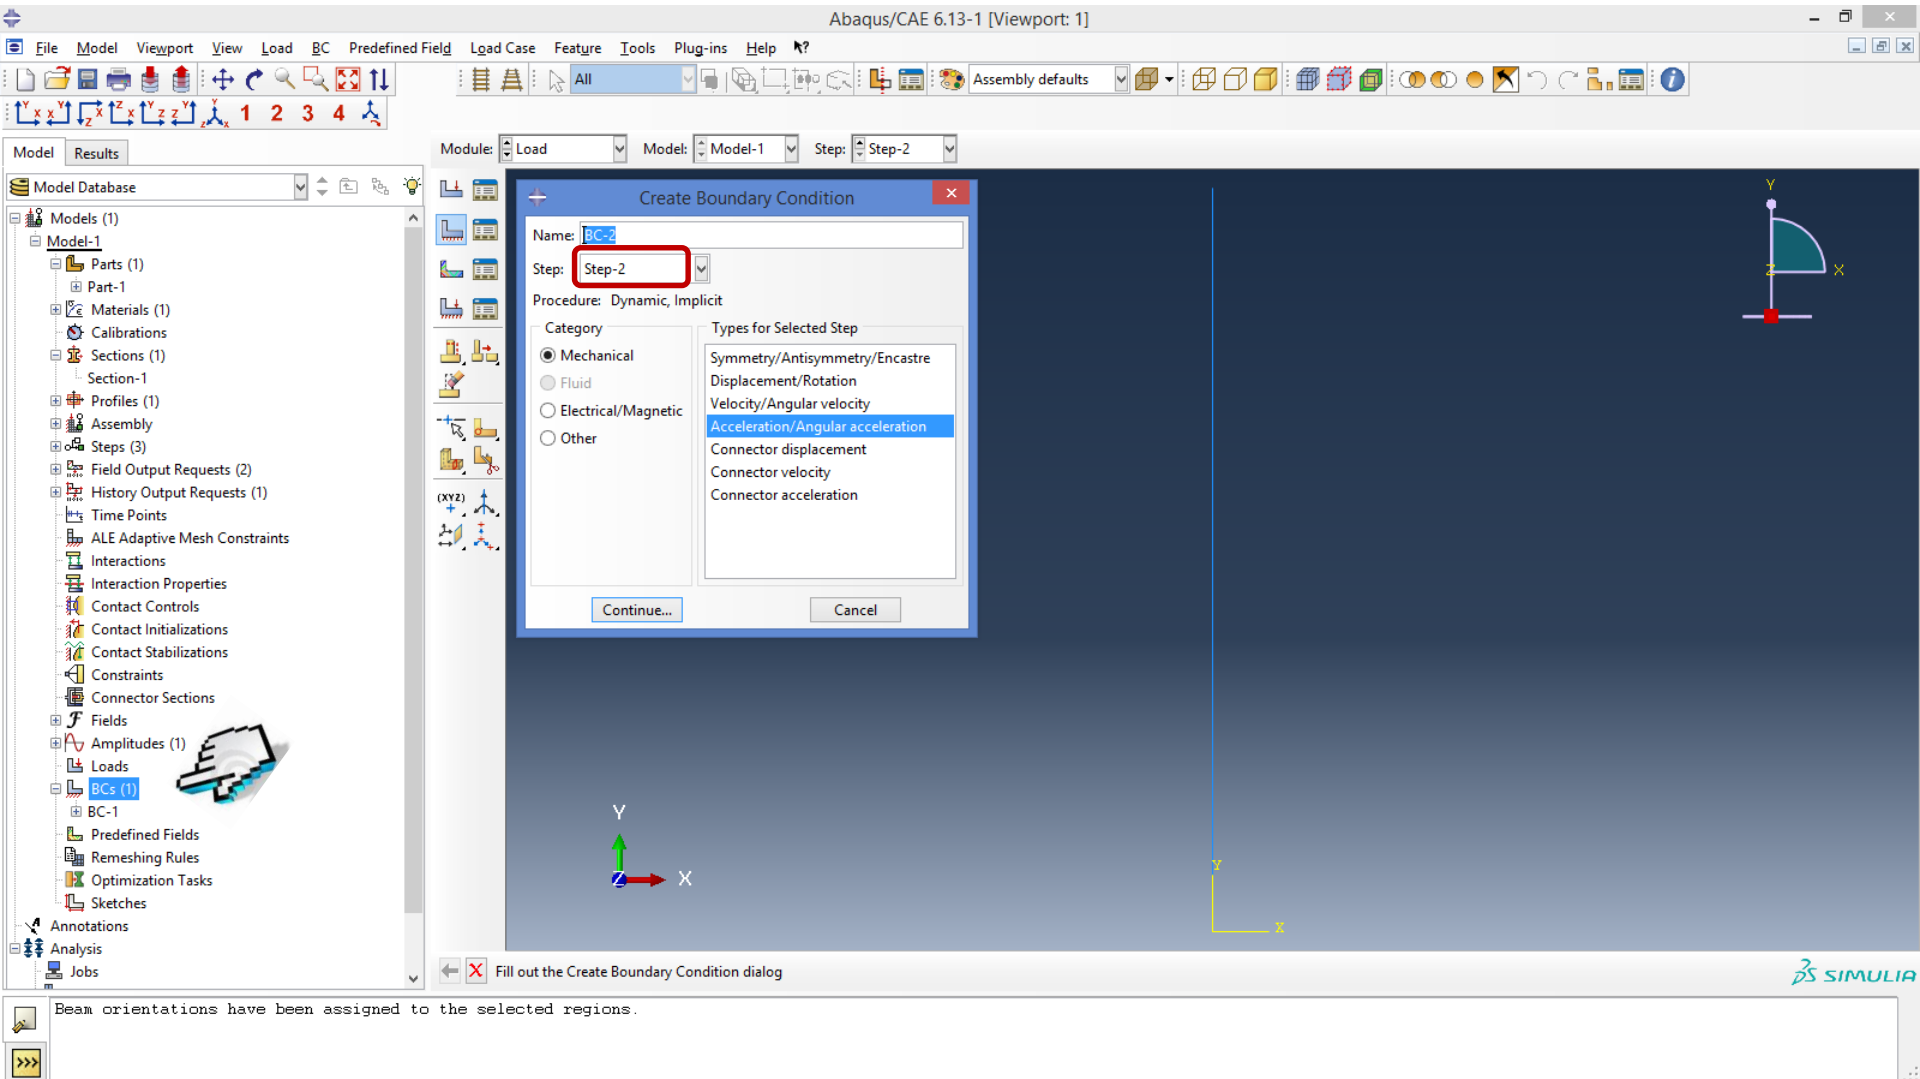 Abaqus/CAE 6.13-1 [Viewport: 1]
File Model Viewport View Load BC Predefined Field Load Case Feature Tools Plug-ins Help
All
Assembly defaults
1 2 3 4
Model Results
Module: Load Model: Model-1 Step: Step-2
Model Database
Models (1)
Model-1
Parts (1)
Part-1
Materials (1)
Calibrations
Sections (1)
Section-1
Profiles (1)
Assembly
Steps (3)
Field Output Requests (2)
History Output Requests (1)
Time Points
ALE Adaptive Mesh Constraints
Interactions
Interaction Properties
Contact Controls
Contact Initializations
Contact Stabilizations
Constraints
Connector Sections
Fields
Amplitudes (1)
Loads
BCs (1)
BC-1
Predefined Fields
Remeshing Rules
Optimization Tasks
Sketches
Annotations
Analysis
Jobs
(XYZ)
Create Boundary Condition
Name: BC-2
Step: Step-2
Procedure: Dynamic, Implicit
Category
Mechanical
Fluid
Electrical/Magnetic
Other
Types for Selected Step
Symmetry/Antisymmetry/Encastre
Displacement/Rotation
Velocity/Angular velocity
Acceleration/Angular acceleration
Connector displacement
Connector velocity
Connector acceleration
Continue... Cancel
Y
Z X
Y
Z X
Y
X
Fill out the Create Boundary Condition dialog
SIMULIA
Beam orientations have been assigned to the selected regions.
>>>